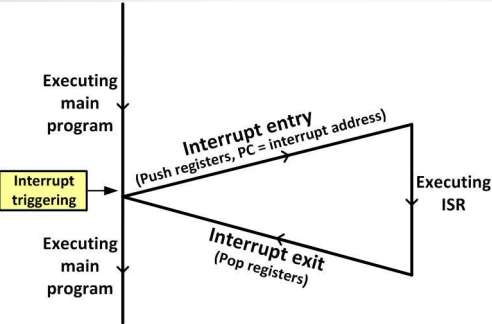 Executing
main
program
Interrupt entry
(Push registers, PC = interrupt address)
Interrupt
triggering
Executing
ISR
Executing
main
program
Interrupt exit
(Pop registers)